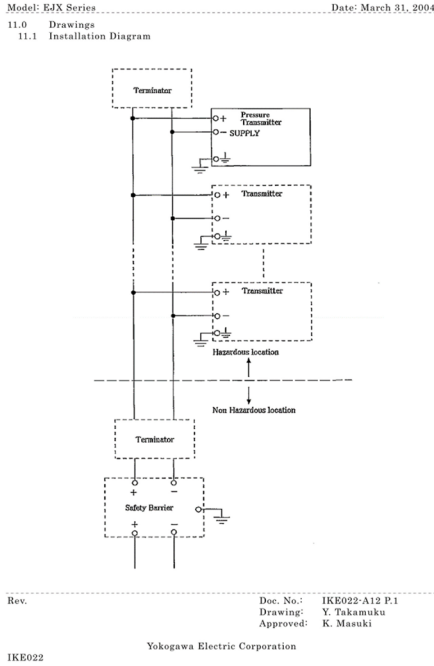 Model: EJX Series Date: March 31, 2004
11.0 Drawings
11.1 Installation Diagram
Terminator
+ Pressure
Transmitter
− SUPPLY
+ Transmitter
−
+ Transmitter
−
Hazardous location
Non Hazardous location
Terminator
+ −
Safety Barrier
+ −
Rev. Doc. No.: IKE022-A12 P.1
Drawing: Y. Takamuku
Approved: K. Masuki
Yokogawa Electric Corporation
IKE022